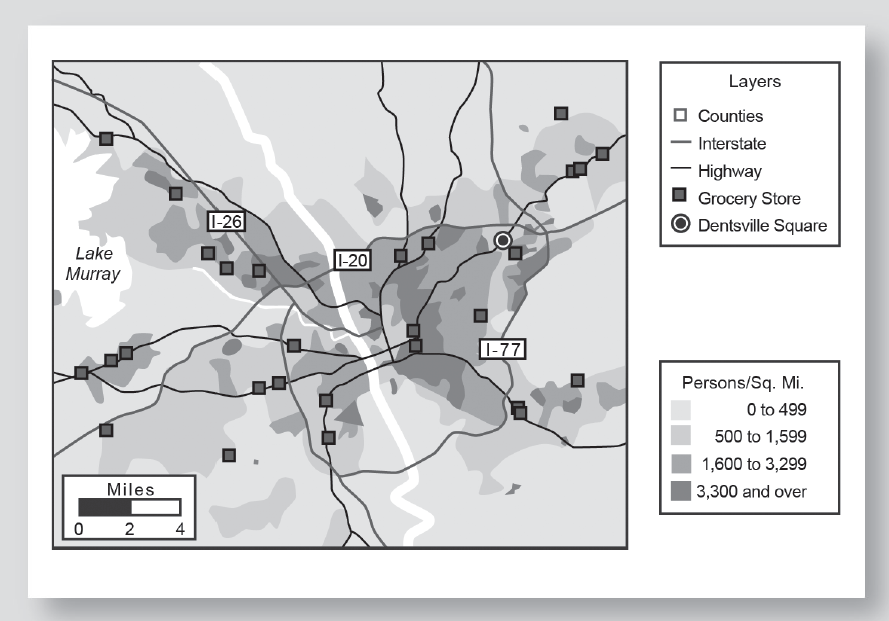 I-26
I-20
Lake
Murray
I-77
Miles
0 2 4
Layers
Counties
Interstate
Highway
Grocery Store
Dentsville Square
Persons/Sq. Mi.
0 to 499
500 to 1,599
1,600 to 3,299
3,300 and over